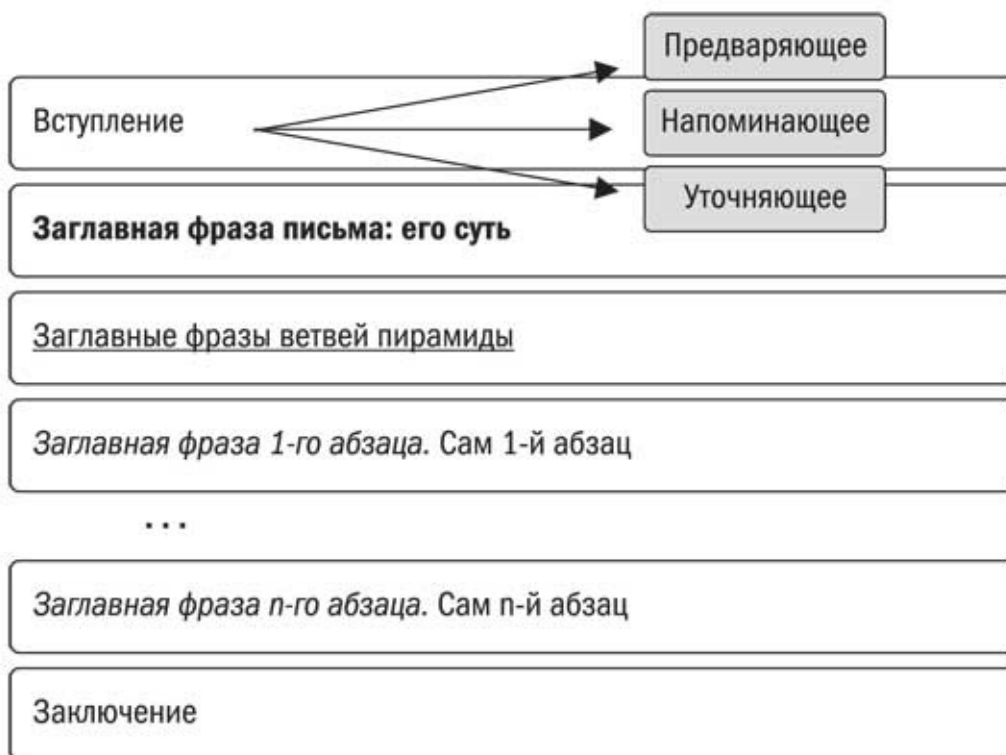 Предваряющее
Вступление
Напоминающее
Уточняющее
Заглавная фраза письма: его суть
Заглавные фразы ветвей пирамиды
Заглавная фраза 1-го абзаца. Сам 1-й абзац
...
Заглавная фраза n-го абзаца. Сам n-й абзац
Заключение